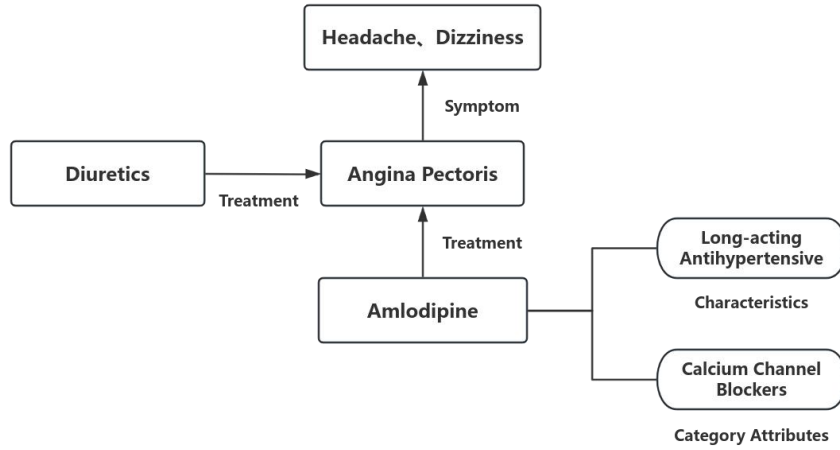 Headache、Dizziness
Symptom
Diuretics
Treatment
Angina Pectoris
Treatment
Amlodipine
Long-acting
Antihypertensive
Characteristics
Calcium Channel
Blockers
Category Attributes